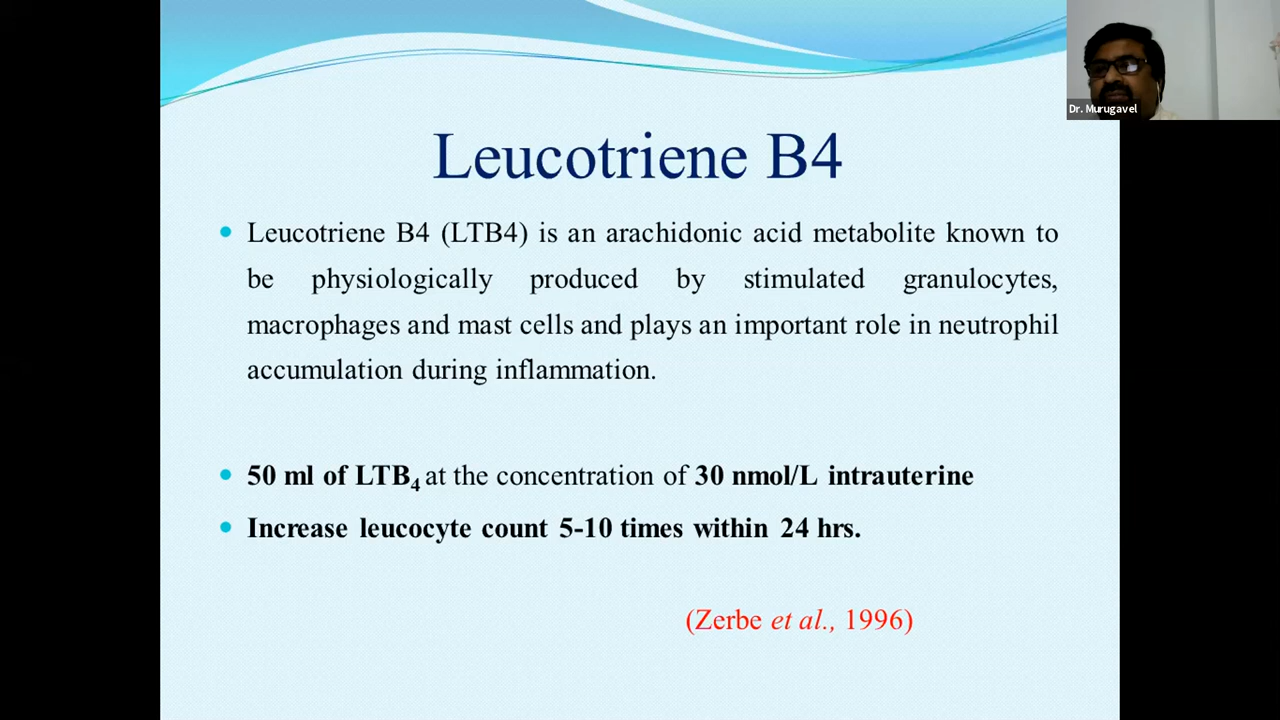 Dr. Murugavel
Leucotriene B4
• Leucotriene B4 (LTB4) is an arachidonic acid metabolite known to
be physiologically produced by stimulated granulocytes,
macrophages and mast cells and plays an important role in neutrophil
accumulation during inflammation.
• 50 ml of LTB4 at the concentration of 30 nmol/L intrauterine
• Increase leucocyte count 5-10 times within 24 hrs.
(Zerbe et al., 1996)